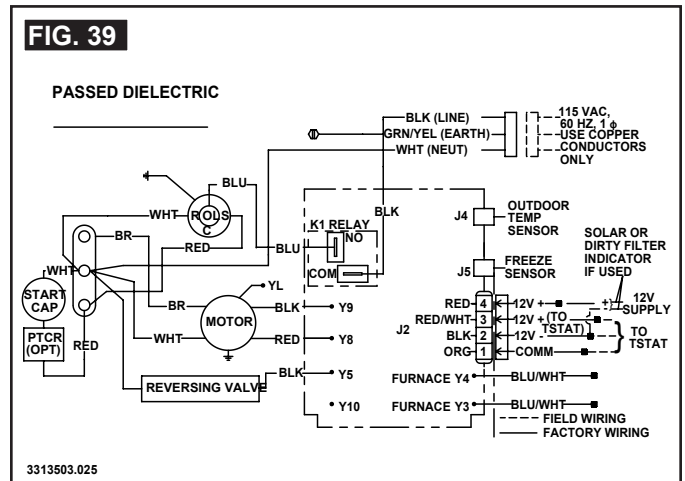 FIG. 39
PASSED DIELECTRIC
BLK (LINE)
GRN/YEL (EARTH)
WHT (NEUT)
115 VAC,
60 HZ, 1 ϕ
USE COPPER
CONDUCTORS
ONLY
BLU
WHT
R OL S
C
BR
RED
K1 RELAY
NO
BLU
COM
BLK
J4
OUTDOOR
TEMP
SENSOR
J5
FREEZE
SENSOR
SOLAR OR
DIRTY FILTER
INDICATOR
IF USED
WHT
START
CAP
PTCR
(OPT)
RED
BR
WHT
MOTOR
YL
BLK
Y9
RED
Y8
BLK
Y5
REVERSING VALVE
Y10
J2
RED 4 12V + +
RED/WHT 3 12V + (TO
BLK 2 12V - TSTAT)
ORG 1 COMM
12V
SUPPLY
TO
TSTAT
FURNACE Y4 BLU/WHT
FURNACE Y3 BLU/WHT
FIELD WIRING
FACTORY WIRING
3313503.025